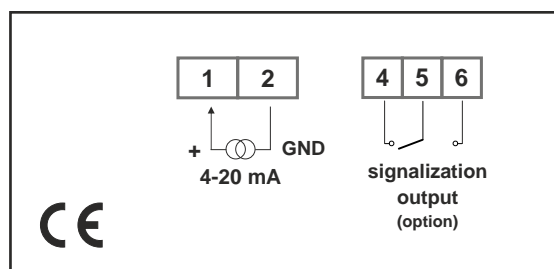 1 2
4 5 6
+ GND
4-20 mA
signalization
output
(option)
CE